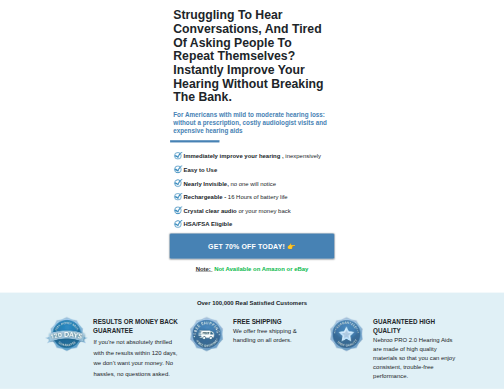 Struggling To Hear
Conversations, And Tired
Of Asking People To
Repeat Themselves?
Instantly Improve Your
Hearing Without Breaking
The Bank.
For Americans with mild to moderate hearing loss:
without a prescription, costly audiologist visits and
expensive hearing aids
Immediately improve your hearing , inexpensively
Easy to Use
Nearly Invisible, no one will notice
Rechargeable - 16 Hours of battery life
Crystal clear audio or your money back
HSA/FSA Eligible
GET 70% OFF TODAY! 👉
Note: Not Available on Amazon or eBay
Over 100,000 Real Satisfied Customers
RESULTS OR MONEY BACK
GUARANTEE
If you're not absolutely thrilled
with the results within 120 days,
we don't want your money. No
hassles, no questions asked.
FREE SHIPPING
We offer free shipping &
handling on all orders.
GUARANTEED HIGH
QUALITY
Nebroo PRO 2.0 Hearing Aids
are made of high quality
materials so that you can enjoy
consistent, trouble-free
performance.